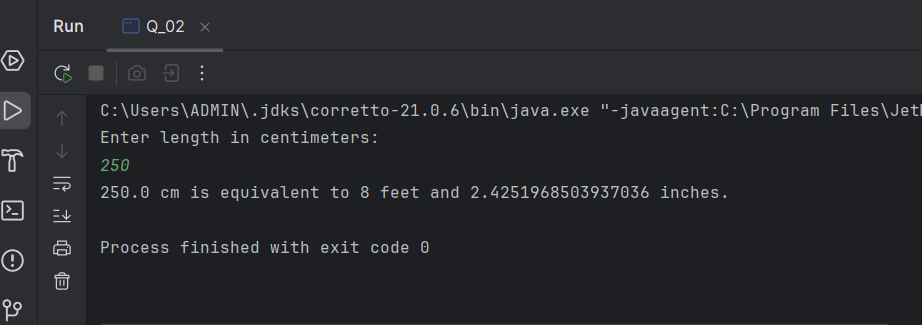 Run Q_02
C:\Users\ADMIN\.jdks\corretto-21.0.6\bin\java.exe "-javaagent:C:\Program Files\Jet
Enter length in centimeters:
250
250.0 cm is equivalent to 8 feet and 2.4251968503937036 inches.
Process finished with exit code 0